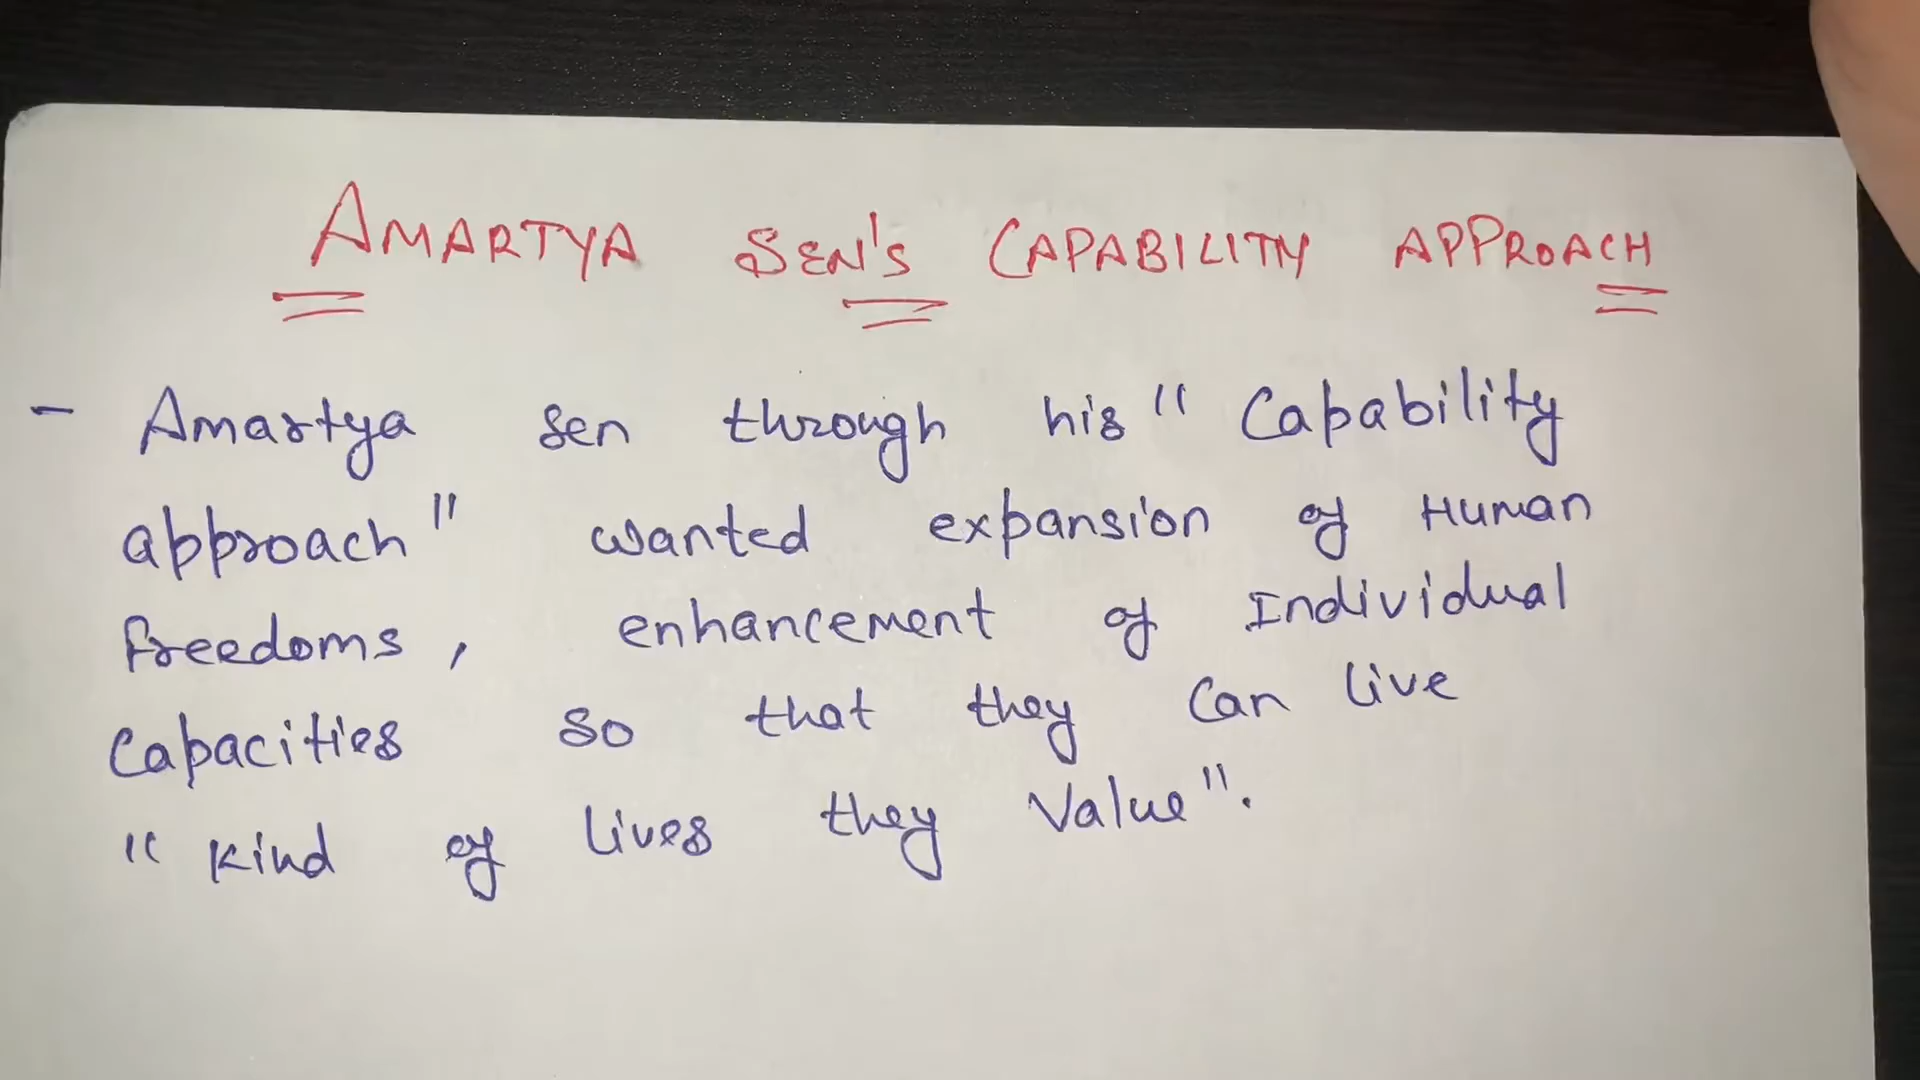 AMARTYA SEN'S CAPABILITY APPROACH
- Amartya Sen through his "Capability
approach" wanted expansion of Human
freedoms, enhancement of Individual
Capacities so that they Can live
"Kind of lives they Value".